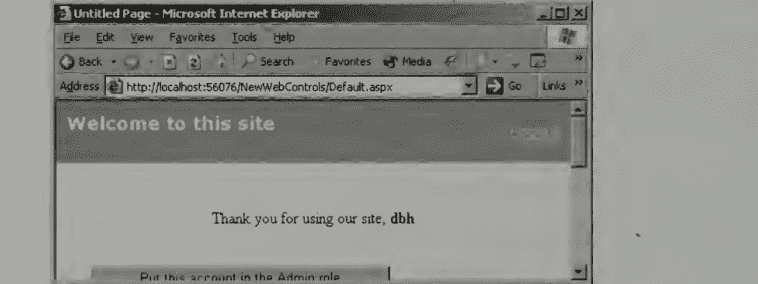 Untitled Page - Microsoft Internet Explorer
File Edit View Favorites Tools Help
Back Search Favorites Media »
Address http://localhost:56076/NewWebControls/Default.aspx Go Links »
Welcome to this site
Thank you for using our site, dbh
Put this account in the Admin role